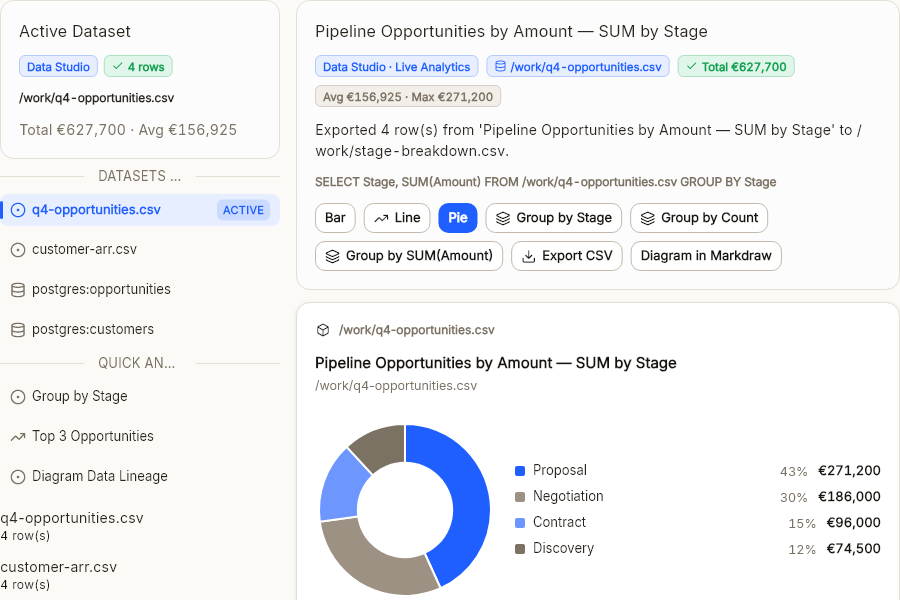 Active Dataset
Data Studio
4 rows
/work/q4-opportunities.csv
Total €627,700 · Avg €156,925
DATASETS ...
q4-opportunities.csv
ACTIVE
customer-arr.csv
postgres:opportunities
postgres:customers
QUICK AN...
Group by Stage
Top 3 Opportunities
Diagram Data Lineage
q4-opportunities.csv
4 row(s)
customer-arr.csv
4 row(s)
Pipeline Opportunities by Amount — SUM by Stage
Data Studio · Live Analytics
/work/q4-opportunities.csv
Total €627,700
Avg €156,925 · Max €271,200
Exported 4 row(s) from 'Pipeline Opportunities by Amount — SUM by Stage' to /
work/stage-breakdown.csv.
SELECT Stage, SUM(Amount) FROM /work/q4-opportunities.csv GROUP BY Stage
Bar
Line
Pie
Group by Stage
Group by Count
Group by SUM(Amount)
Export CSV
Diagram in Markdraw
/work/q4-opportunities.csv
Pipeline Opportunities by Amount — SUM by Stage
/work/q4-opportunities.csv
Proposal 43% €271,200
Negotiation 30% €186,000
Contract 15% €96,000
Discovery 12% €74,500